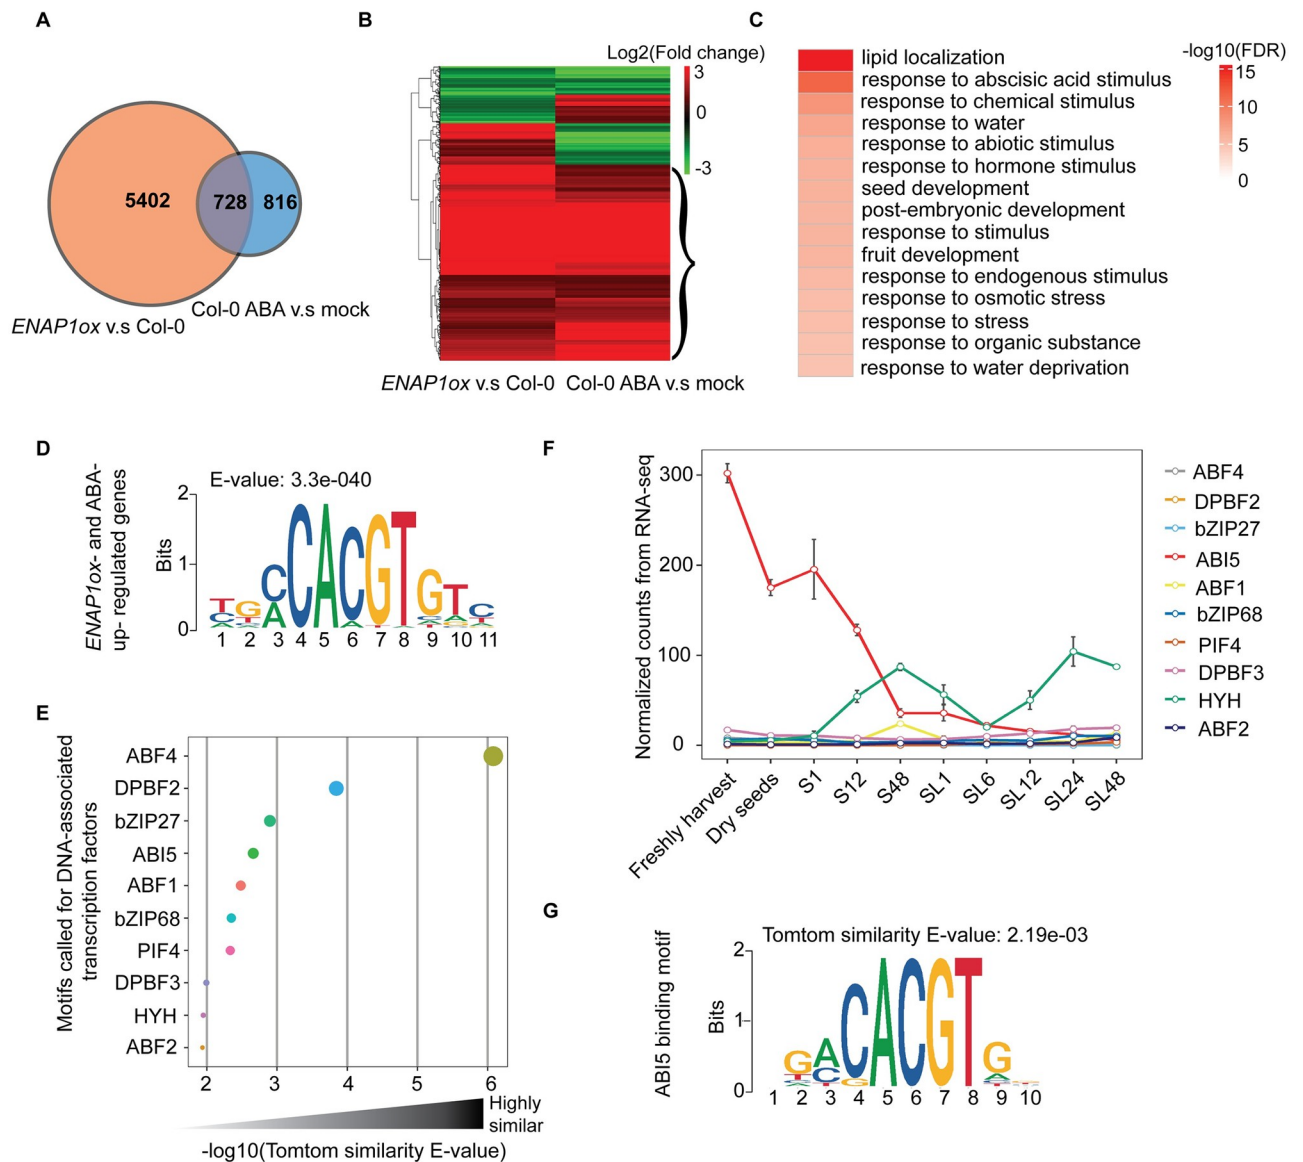 A
5402
728
816
Col-0 ABA v.s mock
ENAP1ox v.s Col-0
B
Log2(Fold change)
3
0
-3
ENAP1ox v.s Col-0
Col-0 ABA v.s mock
C
-log10(FDR)
15
10
5
0
lipid localization
response to abscisic acid stimulus
response to chemical stimulus
response to water
response to abiotic stimulus
response to hormone stimulus
seed development
post-embryonic development
response to stimulus
fruit development
response to endogenous stimulus
response to osmotic stress
response to stress
response to organic substance
response to water deprivation
D
ENAP1ox- and ABA-
up- regulated genes
E-value: 3.3e-040
Bits
2
1
0
1 2 3 4 5 6 7 8 9 10 11
E
Motifs called for DNA-associated
transcription factors
ABF4
DPBF2
bZIP27
ABI5
ABF1
bZIP68
PIF4
DPBF3
HYH
ABF2
2 3 4 5 6
Highly
similar
-log10(Tomtom similarity E-value)
F
Normalized counts from RNA-seq
300
200
100
0
Freshly harvest
Dry seeds
S1
S12
S48
SL1
SL6
SL12
SL24
SL48
ABF4
DPBF2
bZIP27
ABI5
ABF1
bZIP68
PIF4
DPBF3
HYH
ABF2
G
Tomtom similarity E-value: 2.19e-03
ABI5 binding motif
Bits
2
1
0
1 2 3 4 5 6 7 8 9 10